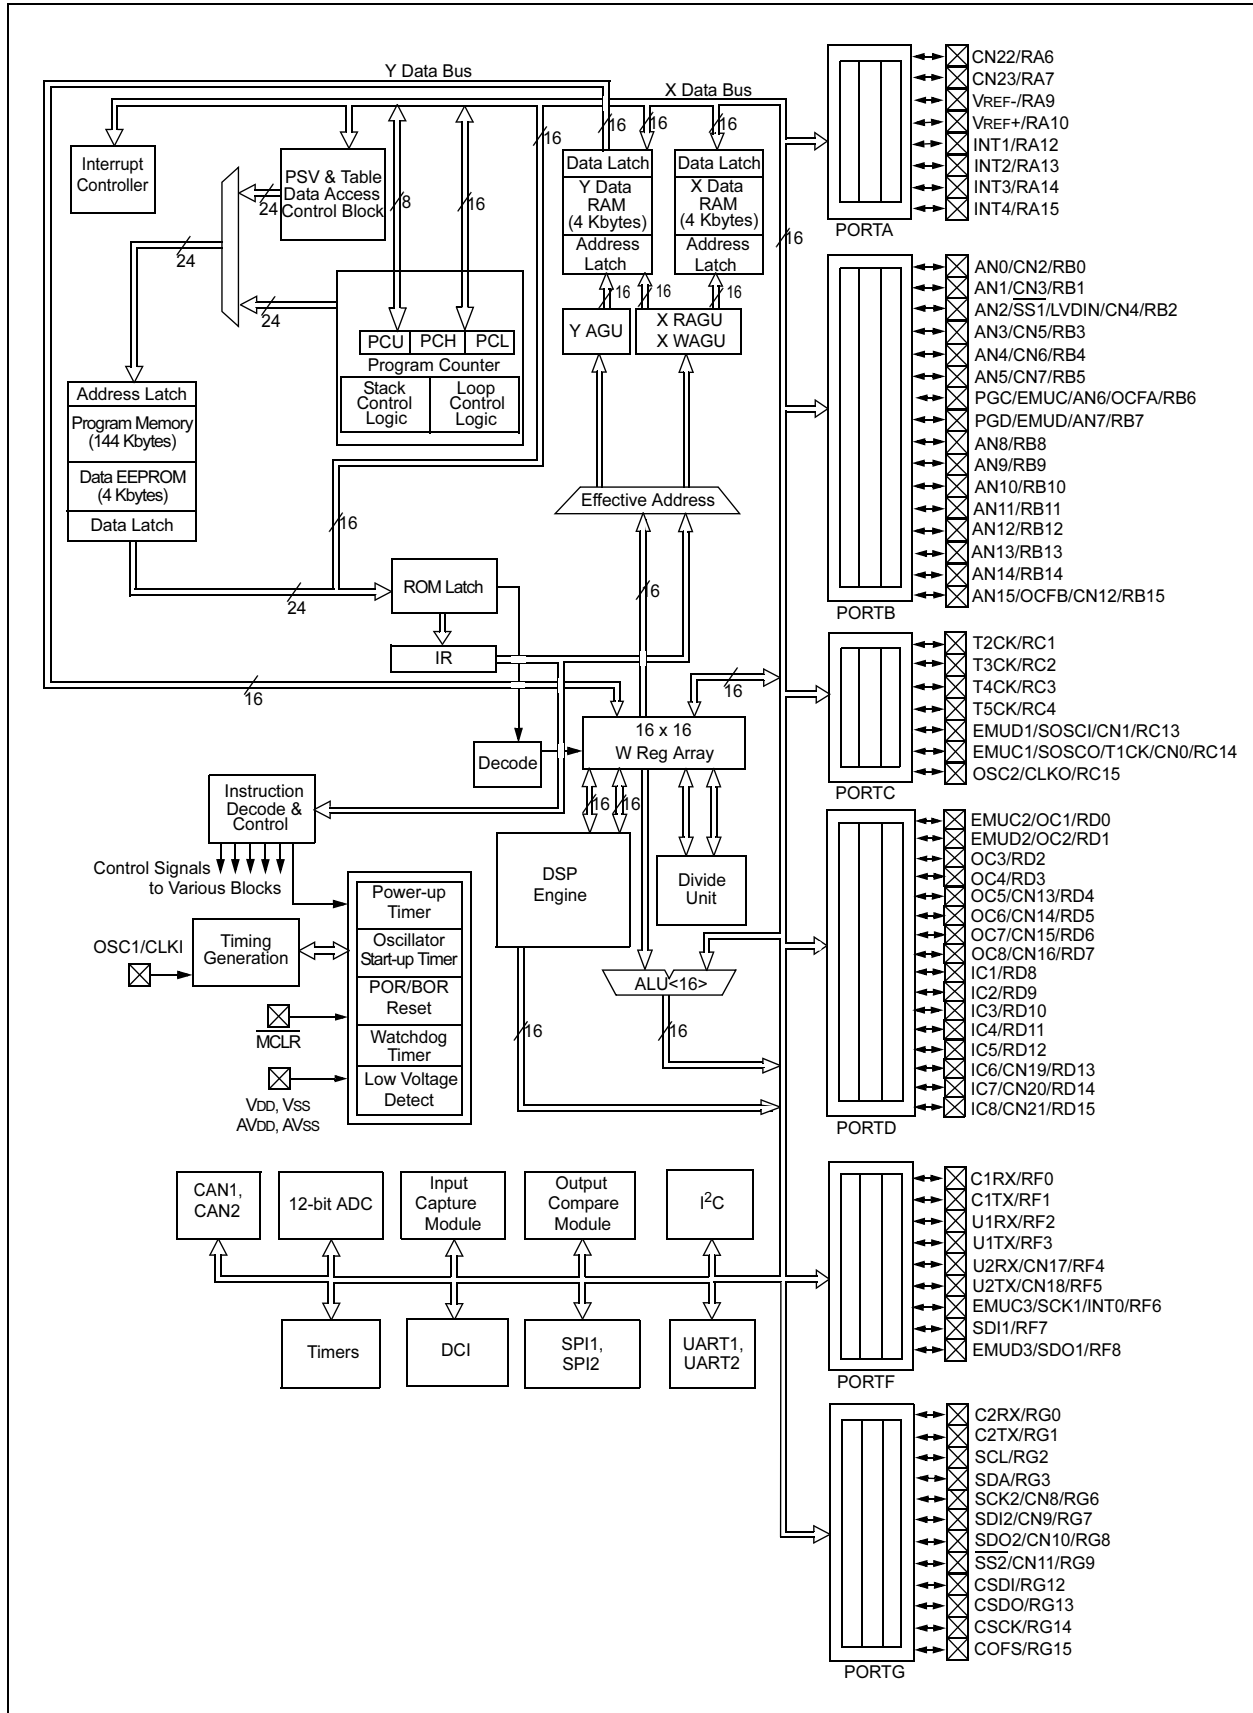 Y Data Bus
X Data Bus
16
16
16
16
Interrupt
Controller
PSV & Table
Data Access
Control Block
24
8
16
24
24
Data Latch
Y Data
RAM
(4 Kbytes)
Address
Latch
Data Latch
X Data
RAM
(4 Kbytes)
Address
Latch
16
16
16
16
Y AGU
X RAGU
X WAGU
PCU
PCH
PCL
Program Counter
Stack
Control
Logic
Loop
Control
Logic
Address Latch
Program Memory
(144 Kbytes)
Data EEPROM
(4 Kbytes)
Data Latch
16
24
Effective Address
ROM Latch
16
IR
16
16
16 x 16
W Reg Array
Decode
Instruction
Decode &
Control
16
16
Control Signals
to Various Blocks
DSP
Engine
Divide
Unit
Power-up
Timer
Oscillator
Start-up Timer
POR/BOR
Reset
Watchdog
Timer
Low Voltage
Detect
OSC1/CLKI
Timing
Generation
MCLR
VDD, VSS
AVDD, AVSS
ALU<16>
16
16
CAN1,
CAN2
12-bit ADC
Input
Capture
Module
Output
Compare
Module
I²C
Timers
DCI
SPI1,
SPI2
UART1,
UART2
CN22/RA6
CN23/RA7
VREF-/RA9
VREF+/RA10
INT1/RA12
INT2/RA13
INT3/RA14
INT4/RA15
PORTA
AN0/CN2/RB0
AN1/CN3/RB1
AN2/SS1/LVDIN/CN4/RB2
AN3/CN5/RB3
AN4/CN6/RB4
AN5/CN7/RB5
PGC/EMUC/AN6/OCFA/RB6
PGD/EMUD/AN7/RB7
AN8/RB8
AN9/RB9
AN10/RB10
AN11/RB11
AN12/RB12
AN13/RB13
AN14/RB14
AN15/OCFB/CN12/RB15
PORTB
T2CK/RC1
T3CK/RC2
T4CK/RC3
T5CK/RC4
EMUD1/SOSCI/CN1/RC13
EMUC1/SOSCO/T1CK/CN0/RC14
OSC2/CLKO/RC15
PORTC
EMUC2/OC1/RD0
EMUD2/OC2/RD1
OC3/RD2
OC4/RD3
OC5/CN13/RD4
OC6/CN14/RD5
OC7/CN15/RD6
OC8/CN16/RD7
IC1/RD8
IC2/RD9
IC3/RD10
IC4/RD11
IC5/RD12
IC6/CN19/RD13
IC7/CN20/RD14
IC8/CN21/RD15
PORTD
C1RX/RF0
C1TX/RF1
U1RX/RF2
U1TX/RF3
U2RX/CN17/RF4
U2TX/CN18/RF5
EMUC3/SCK1/INT0/RF6
SDI1/RF7
EMUD3/SDO1/RF8
PORTF
C2RX/RG0
C2TX/RG1
SCL/RG2
SDA/RG3
SCK2/CN8/RG6
SDI2/CN9/RG7
SDO2/CN10/RG8
SS2/CN11/RG9
CSDI/RG12
CSDO/RG13
CSCK/RG14
COFS/RG15
PORTG